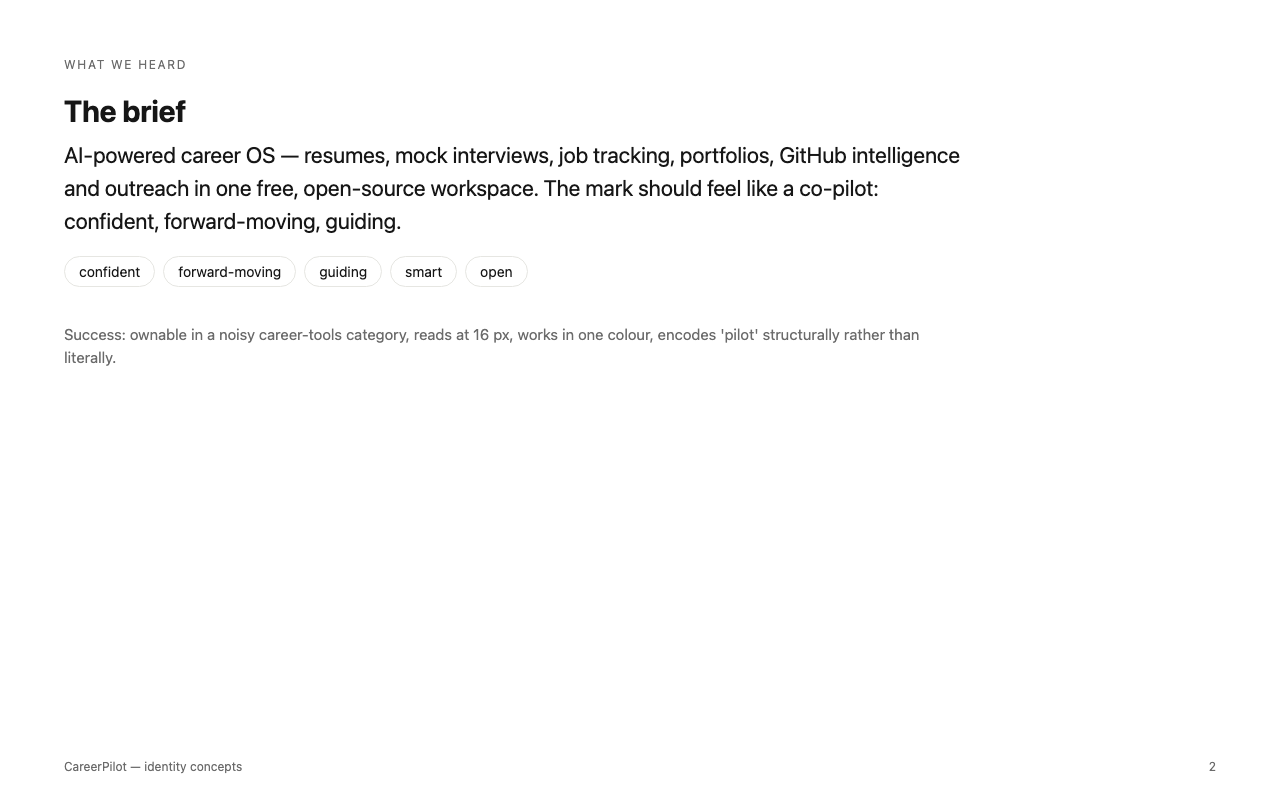 WHAT WE HEARD
The brief
AI-powered career OS — resumes, mock interviews, job tracking, portfolios, GitHub intelligence
and outreach in one free, open-source workspace. The mark should feel like a co-pilot:
confident, forward-moving, guiding.
confident forward-moving guiding smart open
Success: ownable in a noisy career-tools category, reads at 16 px, works in one colour, encodes 'pilot' structurally rather than
literally.
CareerPilot — identity concepts 2